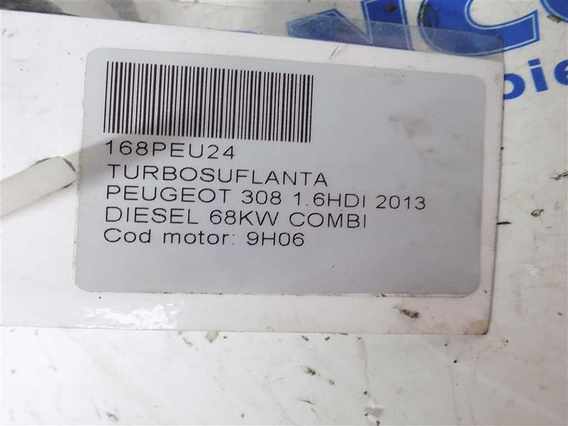 168PEU24
TURBOSUFLANTA
PEUGEOT 308 1.6HDI 2013
DIESEL 68KW COMBI
Cod motor: 9H06